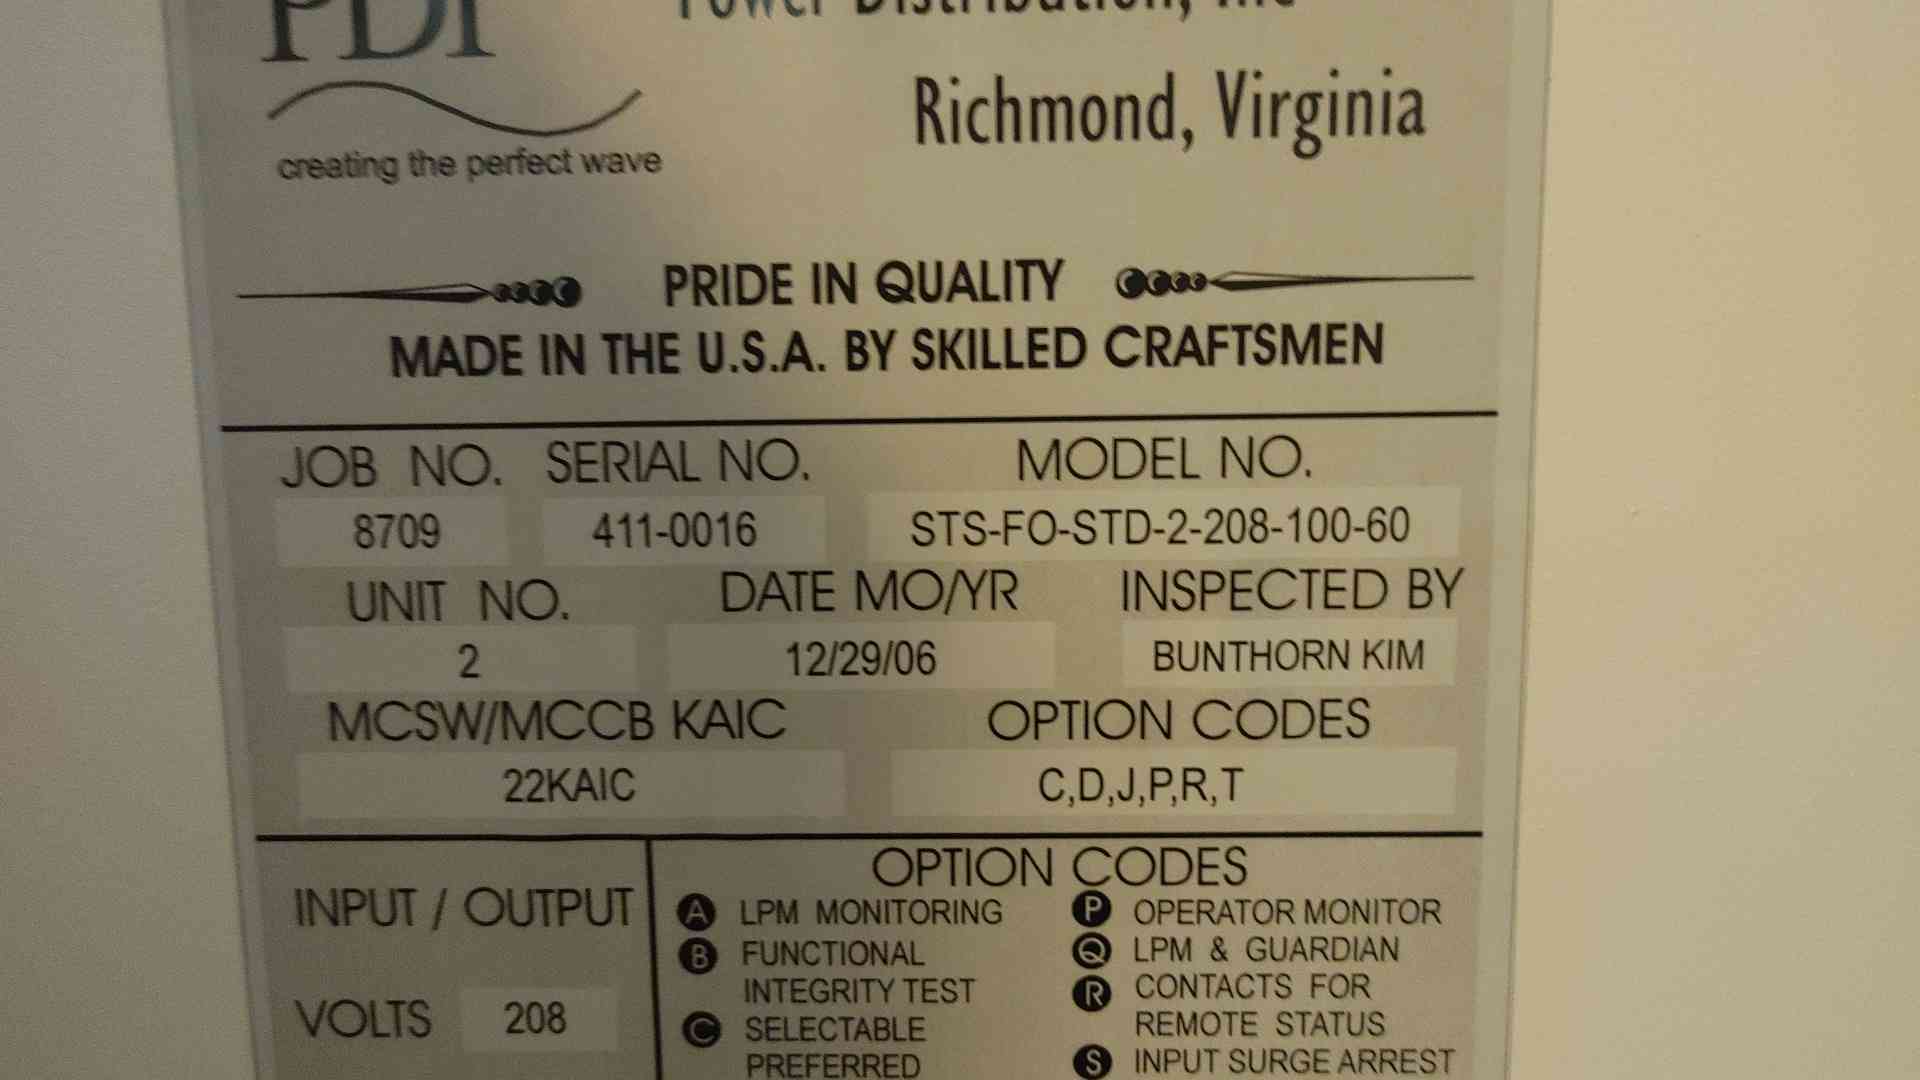 PDI
Power Distribution, Inc
Richmond, Virginia
creating the perfect wave
PRIDE IN QUALITY
MADE IN THE U.S.A. BY SKILLED CRAFTSMEN
JOB NO. SERIAL NO. MODEL NO.
8709 411-0016 STS-FO-STD-2-208-100-60
UNIT NO. DATE MO/YR INSPECTED BY
2 12/29/06 BUNTHORN KIM
MCSW/MCCB KAIC OPTION CODES
22KAIC C,D,J,P,R,T
INPUT / OUTPUT
VOLTS 208
OPTION CODES
A LPM MONITORING
B FUNCTIONAL
INTEGRITY TEST
C SELECTABLE
PREFERRED
P OPERATOR MONITOR
Q LPM & GUARDIAN
R CONTACTS FOR
REMOTE STATUS
S INPUT SURGE ARREST